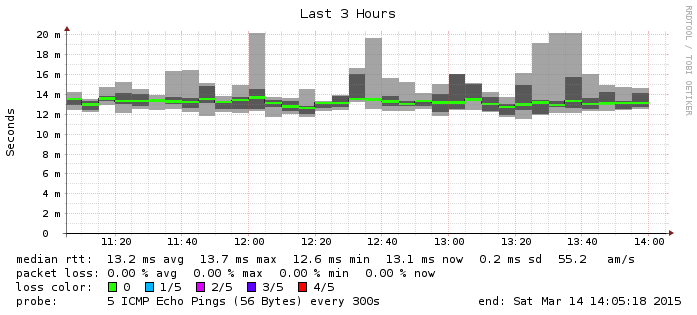 Last 3 Hours
RRDTOOL / TOBI OETIKER
Seconds
20 m
18 m
16 m
14 m
12 m
10 m
8 m
6 m
4 m
2 m
0
11:20 11:40 12:00 12:20 12:40 13:00 13:20 13:40 14:00
median rtt: 13.2 ms avg 13.7 ms max 12.6 ms min 13.1 ms now 0.2 ms sd 55.2 am/s
packet loss: 0.00 % avg 0.00 % max 0.00 % min 0.00 % now
loss color: 0 1/5 2/5 3/5 4/5
probe: 5 ICMP Echo Pings (56 Bytes) every 300s end: Sat Mar 14 14:05:18 2015